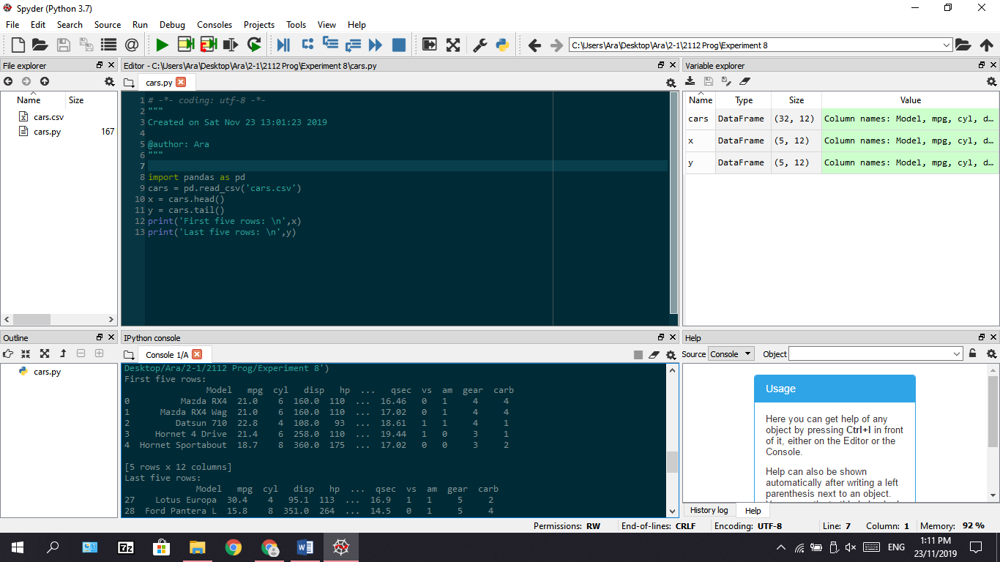 Spyder (Python 3.7)
File Edit Search Source Run Debug Consoles Projects Tools View Help
C:\Users\Ara\Desktop\Ara\2-1\2112 Prog\Experiment 8
File explorer
Name Size
cars.csv
cars.py 167
Editor - C:\Users\Ara\Desktop\Ara\2-1\2112 Prog\Experiment 8\cars.py
cars.py
1 # -*- coding: utf-8 -*-
2 """
3 Created on Sat Nov 23 13:01:23 2019
4
5 @author: Ara
6 """
7
8 import pandas as pd
9 cars = pd.read_csv('cars.csv')
10 x = cars.head()
11 y = cars.tail()
12 print('First five rows: \n',x)
13 print('Last five rows: \n',y)
Variable explorer
Name Type Size Value
cars DataFrame (32, 12) Column names: Model, mpg, cyl, d…
x DataFrame (5, 12) Column names: Model, mpg, cyl, d…
y DataFrame (5, 12) Column names: Model, mpg, cyl, d…
Outline
cars.py
IPython console
Console 1/A
Desktop/Ara/2-1/2112 Prog/Experiment 8')
First five rows:
Model mpg cyl disp hp ... qsec vs am gear carb
0 Mazda RX4 21.0 6 160.0 110 ... 16.46 0 1 4 4
1 Mazda RX4 Wag 21.0 6 160.0 110 ... 17.02 0 1 4 4
2 Datsun 710 22.8 4 108.0 93 ... 18.61 1 1 4 1
3 Hornet 4 Drive 21.4 6 258.0 110 ... 19.44 1 0 3 1
4 Hornet Sportabout 18.7 8 360.0 175 ... 17.02 0 0 3 2
[5 rows x 12 columns]
Last five rows:
Model mpg cyl disp hp ... qsec vs am gear carb
27 Lotus Europa 30.4 4 95.1 113 ... 16.9 1 1 5 2
28 Ford Pantera L 15.8 8 351.0 264 ... 14.5 0 1 5 4
Help
Source Console Object
Usage
Here you can get help of any
object by pressing Ctrl+I in front
of it, either on the Editor or the
Console.
Help can also be shown
automatically after writing a left
parenthesis next to an object.
History log Help
Permissions: RW End-of-lines: CRLF Encoding: UTF-8 Line: 7 Column: 1 Memory: 92 %
7z
W
ENG
1:11 PM
23/11/2019